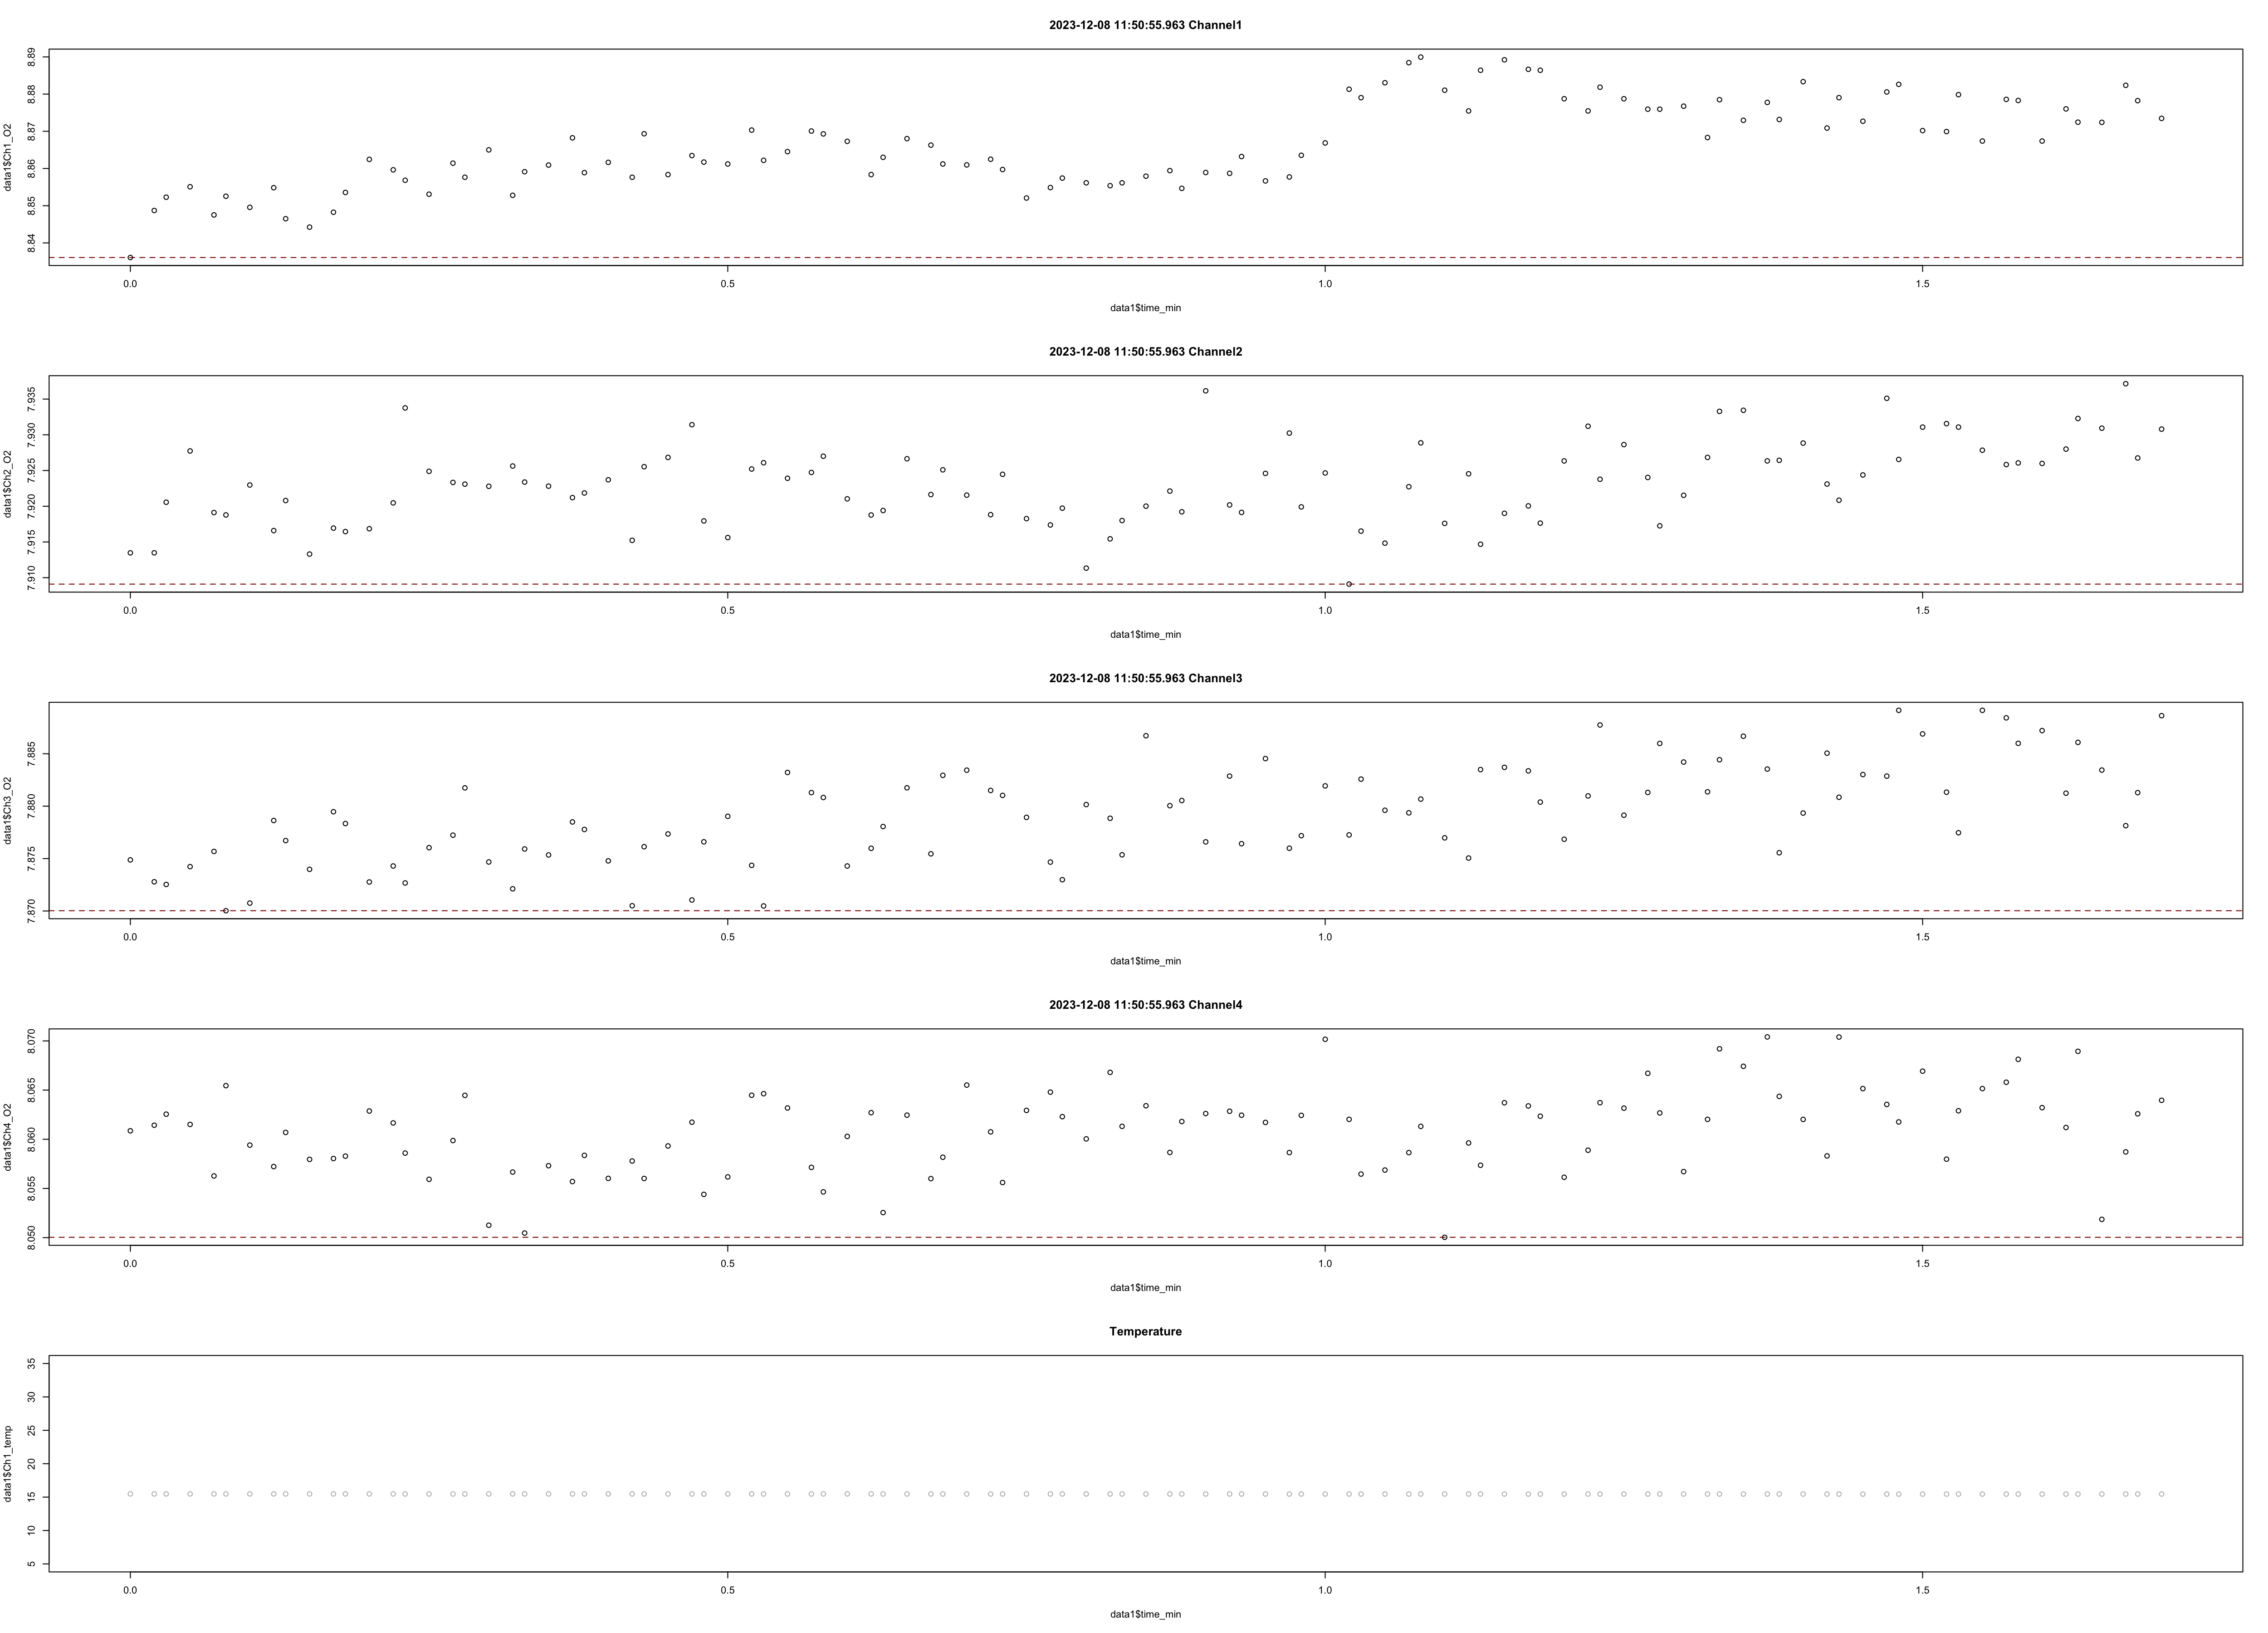 2023-12-08 11:50:55.963 Channel1
data1$Ch1_O2
8.89
8.88
8.87
8.86
8.85
8.84
0.0 0.5 1.0 1.5
data1$time_min
2023-12-08 11:50:55.963 Channel2
data1$Ch2_O2
7.935
7.930
7.925
7.920
7.915
7.910
0.0 0.5 1.0 1.5
data1$time_min
2023-12-08 11:50:55.963 Channel3
data1$Ch3_O2
7.885
7.880
7.875
7.870
0.0 0.5 1.0 1.5
data1$time_min
2023-12-08 11:50:55.963 Channel4
data1$Ch4_O2
8.070
8.065
8.060
8.055
8.050
0.0 0.5 1.0 1.5
data1$time_min
Temperature
data1$Ch1_temp
35
30
25
20
15
10
5
0.0 0.5 1.0 1.5
data1$time_min